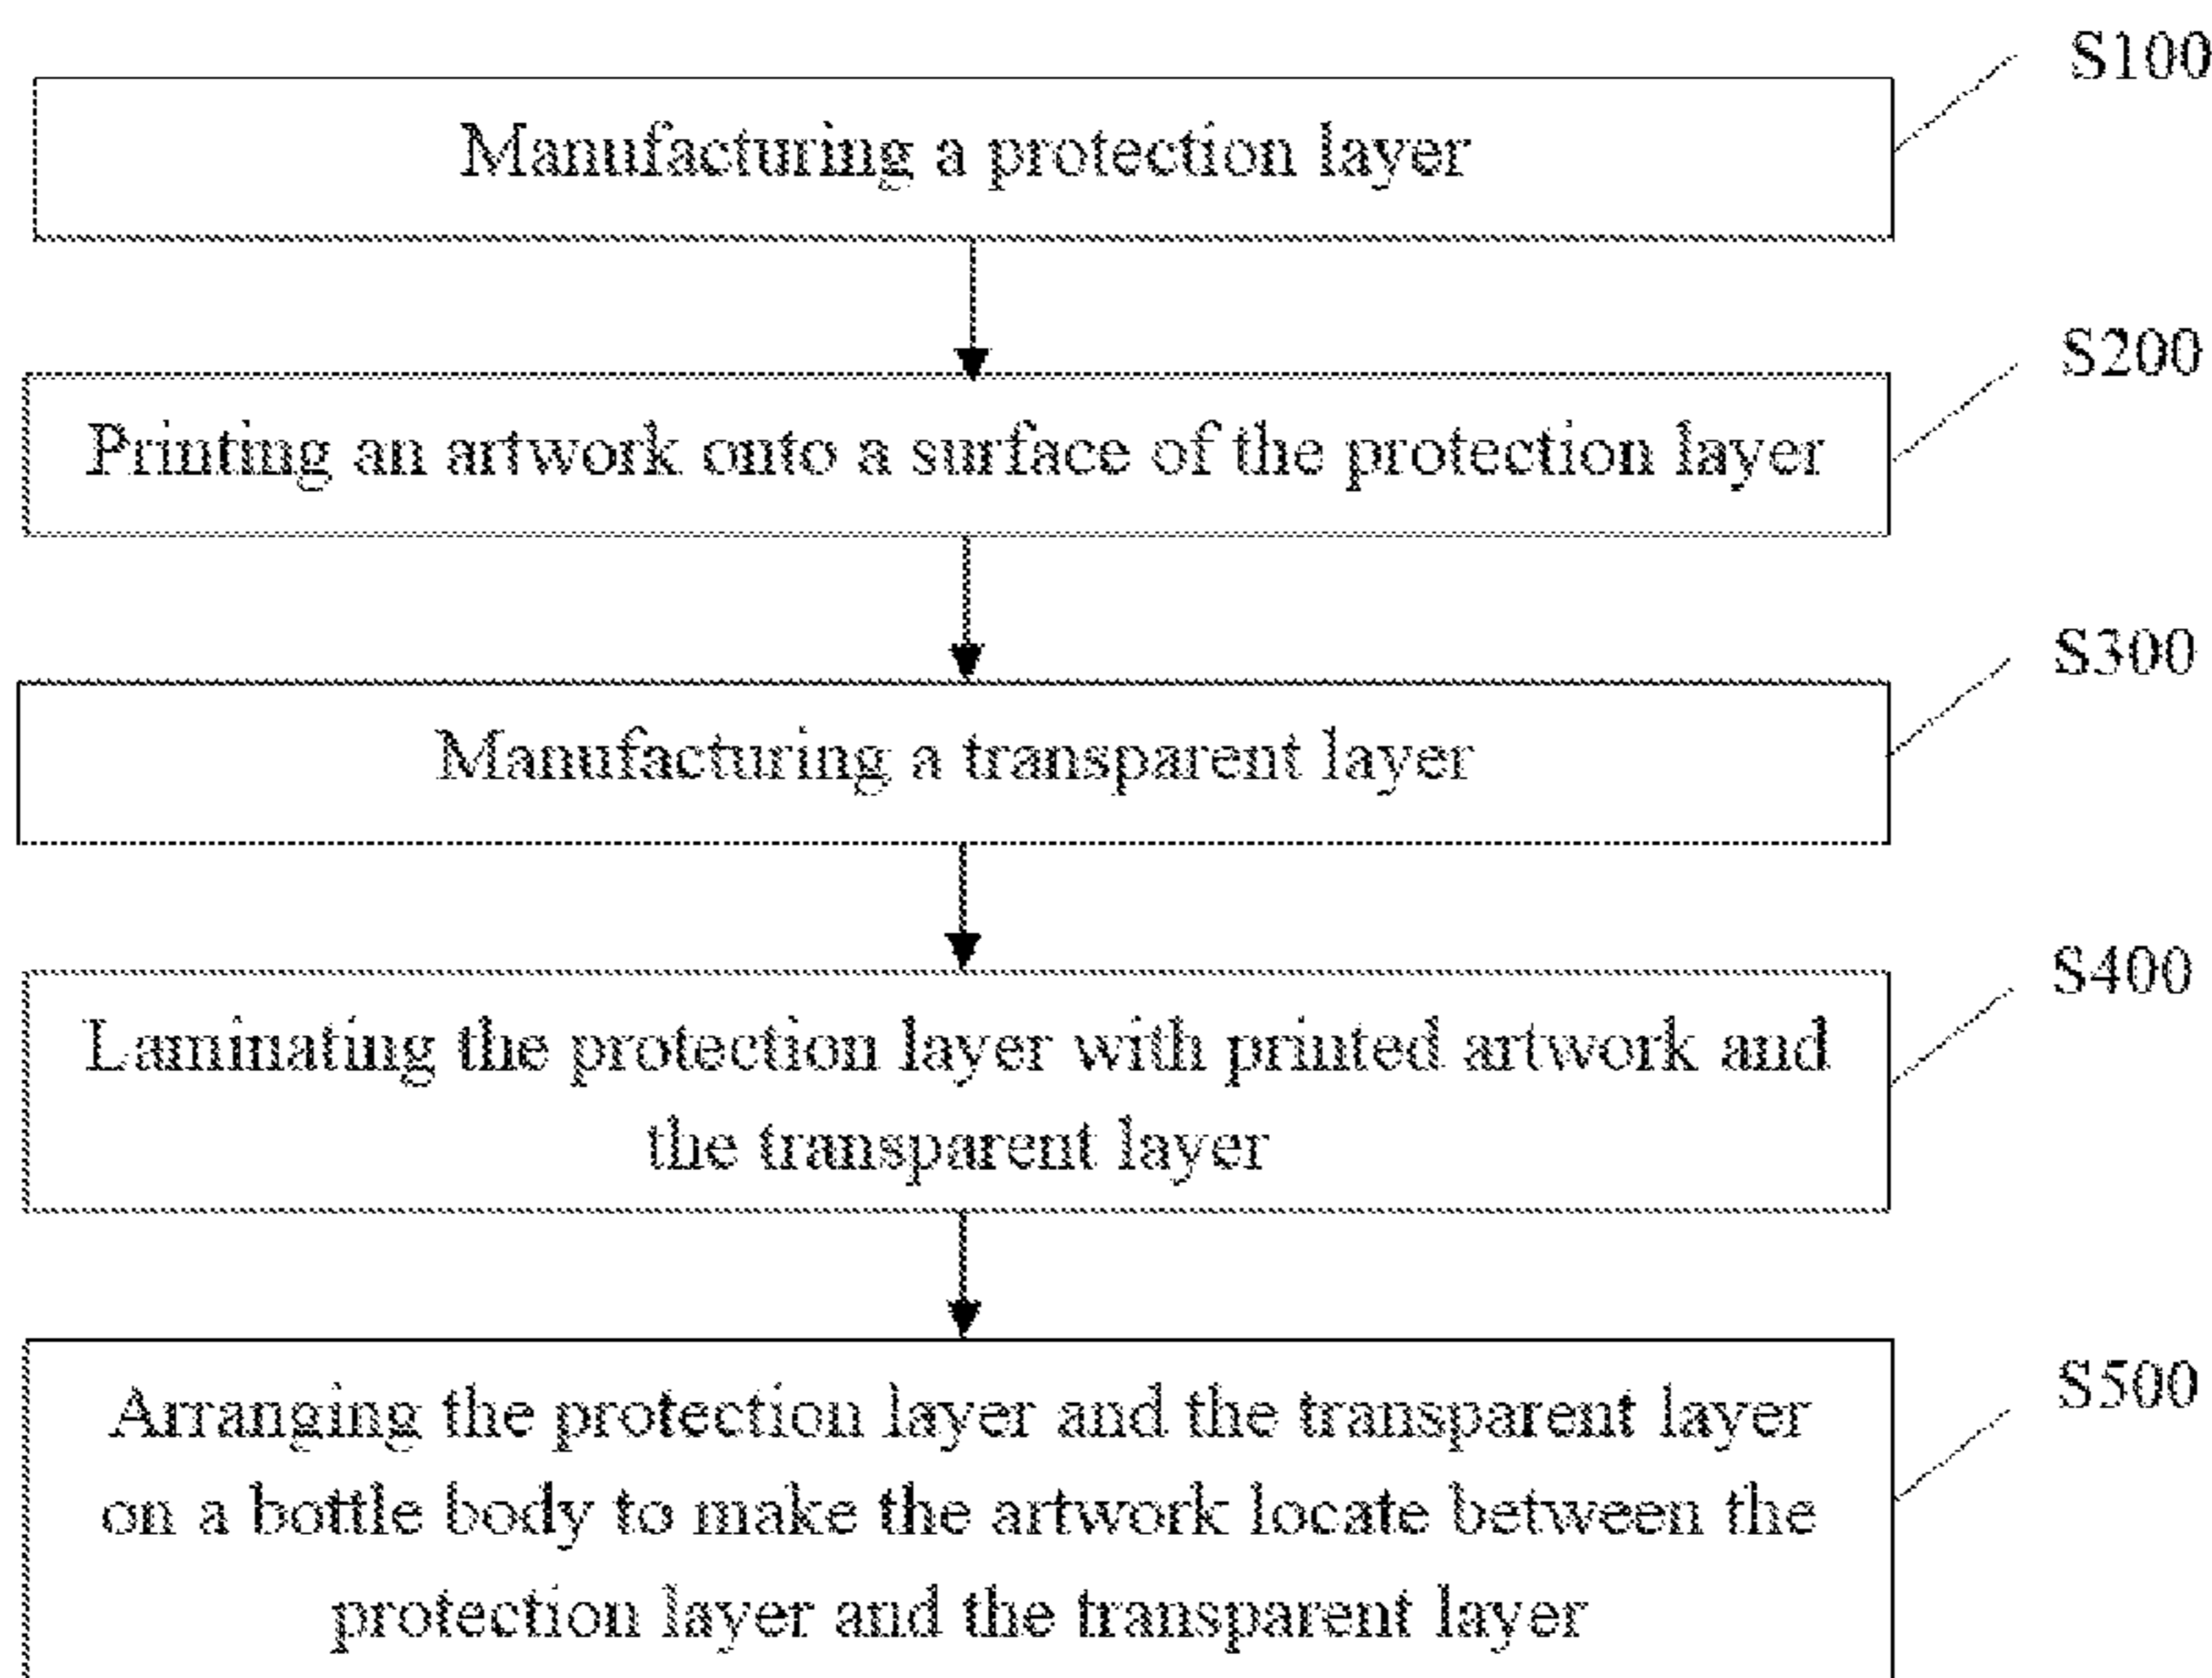 S100
Manufacturing a protection layer
S200
Printing an artwork onto a surface of the protection layer
S300
Manufacturing a transparent layer
S400
Laminating the protection layer with printed artwork and
the transparent layer
S500
Arranging the protection layer and the transparent layer
on a bottle body to make the artwork locate between the
protection layer and the transparent layer